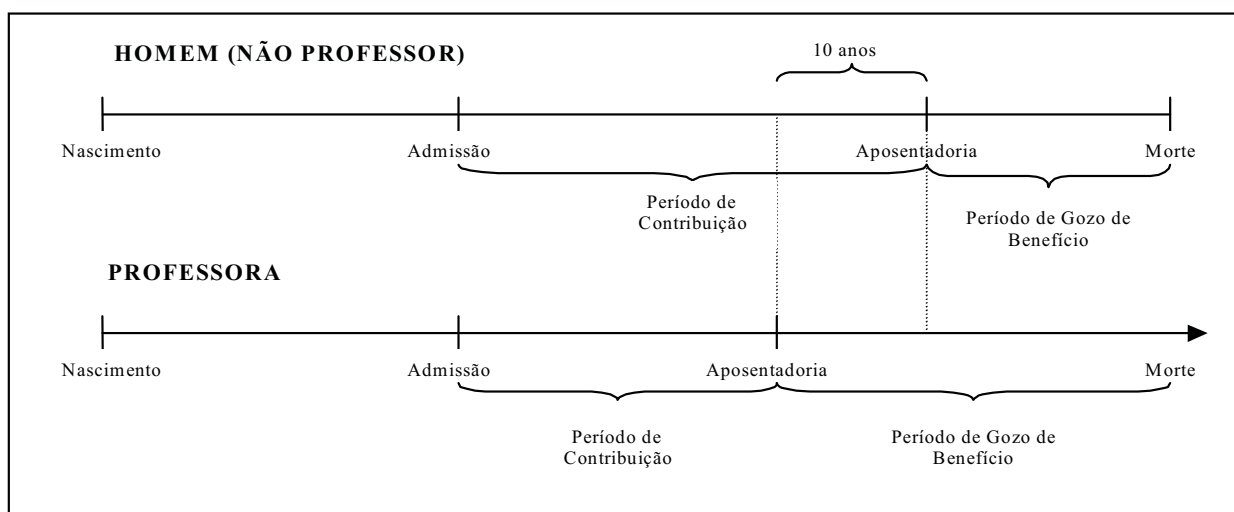 HOMEM (NÃO PROFESSOR)
10 anos
Nascimento
Admissão
Aposentadoria
Morte
Período de
Contribuição
Período de Gozo de
Benefício
PROFESSORA
Nascimento
Admissão
Aposentadoria
Morte
Período de
Contribuição
Período de Gozo de
Benefício